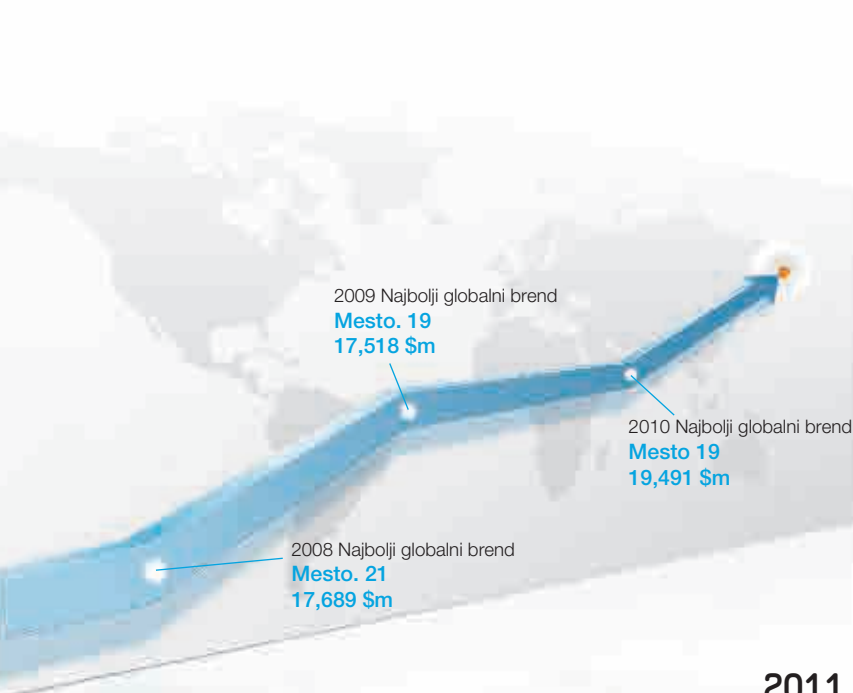 2009 Najbolji globalni brend
Mesto. 19
17,518 $m
2010 Najbolji globalni brend
Mesto 19
19,491 $m
2008 Najbolji globalni brend
Mesto. 21
17,689 $m
2011